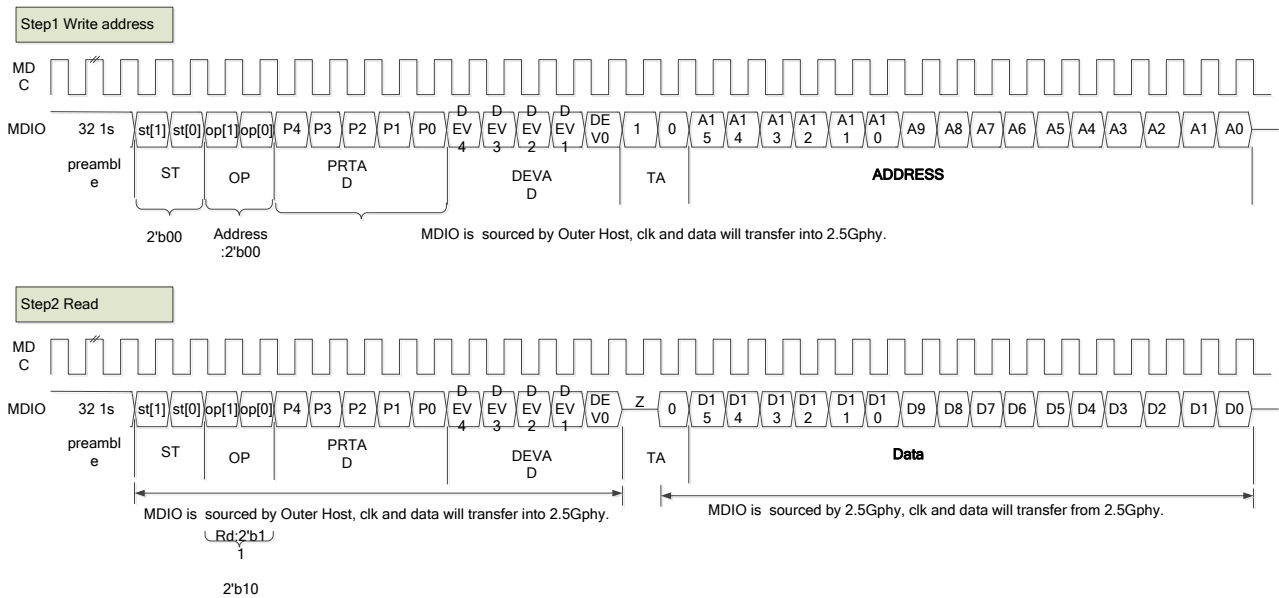 Step1 Write address
MD
C
MDIO 32 1s st[1] st[0] op[1] op[0] P4 P3 P2 P1 P0 D EV 4 D EV 3 D EV 2 D EV 1 DE V0 1 0 A1 5 A1 4 A1 3 A1 2 A1 1 A1 0 A9 A8 A7 A6 A5 A4 A3 A2 A1 A0
preambl
e
ST
OP
PRTA
D
DEVA
D
TA
ADDRESS
2'b00
Address
:2'b00
MDIO is sourced by Outer Host, clk and data will transfer into 2.5Gphy.
Step2 Read
MD
C
MDIO 32 1s st[1] st[0] op[1] op[0] P4 P3 P2 P1 P0 D EV 4 D EV 3 D EV 2 D EV 1 DE V0 Z 0 D1 5 D1 4 D1 3 D1 2 D1 1 D1 0 D9 D8 D7 D6 D5 D4 D3 D2 D1 D0
preambl
e
ST
OP
PRTA
D
DEVA
D
TA
Data
MDIO is sourced by Outer Host, clk and data will transfer into 2.5Gphy.
MDIO is sourced by 2.5Gphy, clk and data will transfer from 2.5Gphy.
Rd:2'b1
1
2'b10